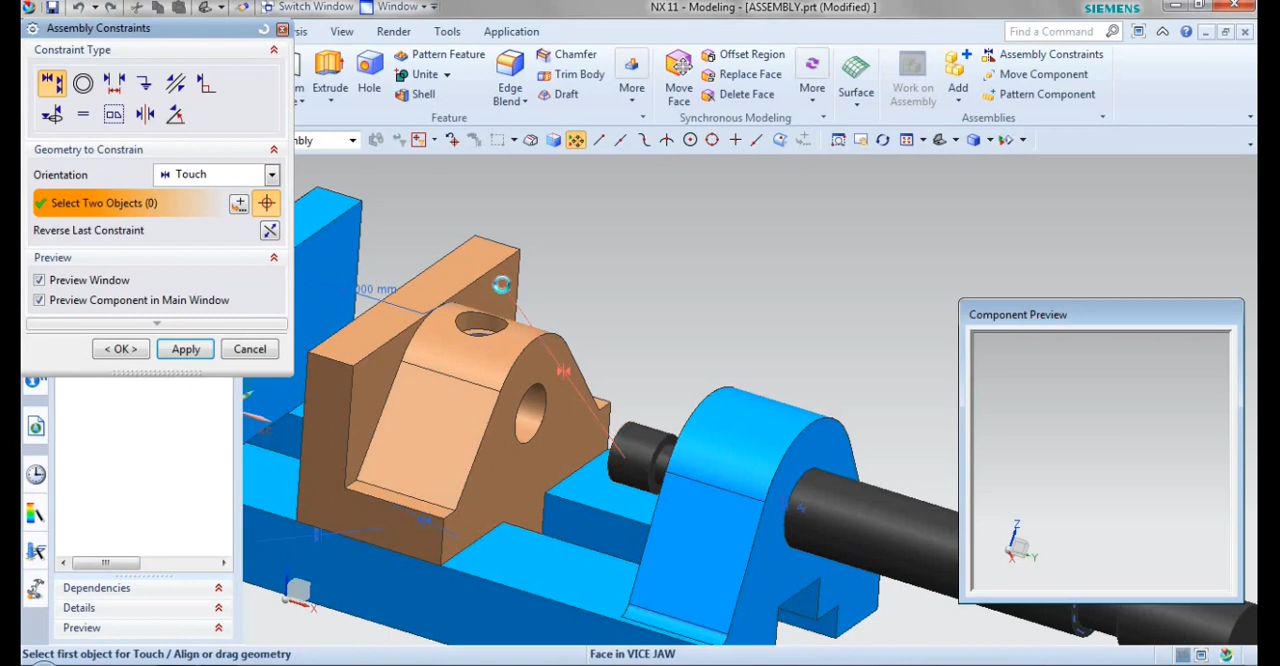 Switch Window Window
NX 11 - Modeling - [ASSEMBLY.prt (Modified) ]
SIEMENS
Assembly Constraints
View Render Tools Application
Find a Command
Constraint Type
Extrude
Hole
Pattern Feature
Unite
Shell
Edge
Blend
Chamfer
Trim Body
Draft
More
Feature
Move
Face
Offset Region
Replace Face
Delete Face
More
Synchronous Modeling
Surface
Work on
Assembly
Add
Assembly Constraints
Move Component
Pattern Component
Assemblies
Geometry to Constrain
Orientation Touch
Select Two Objects (0)
Reverse Last Constraint
Preview
Preview Window
Preview Component in Main Window
< OK > Apply Cancel
000 mm
Component Preview
Z
Y
X
X
Dependencies
Details
Preview
Select first object for Touch / Align or drag geometry
Face in VICE JAW